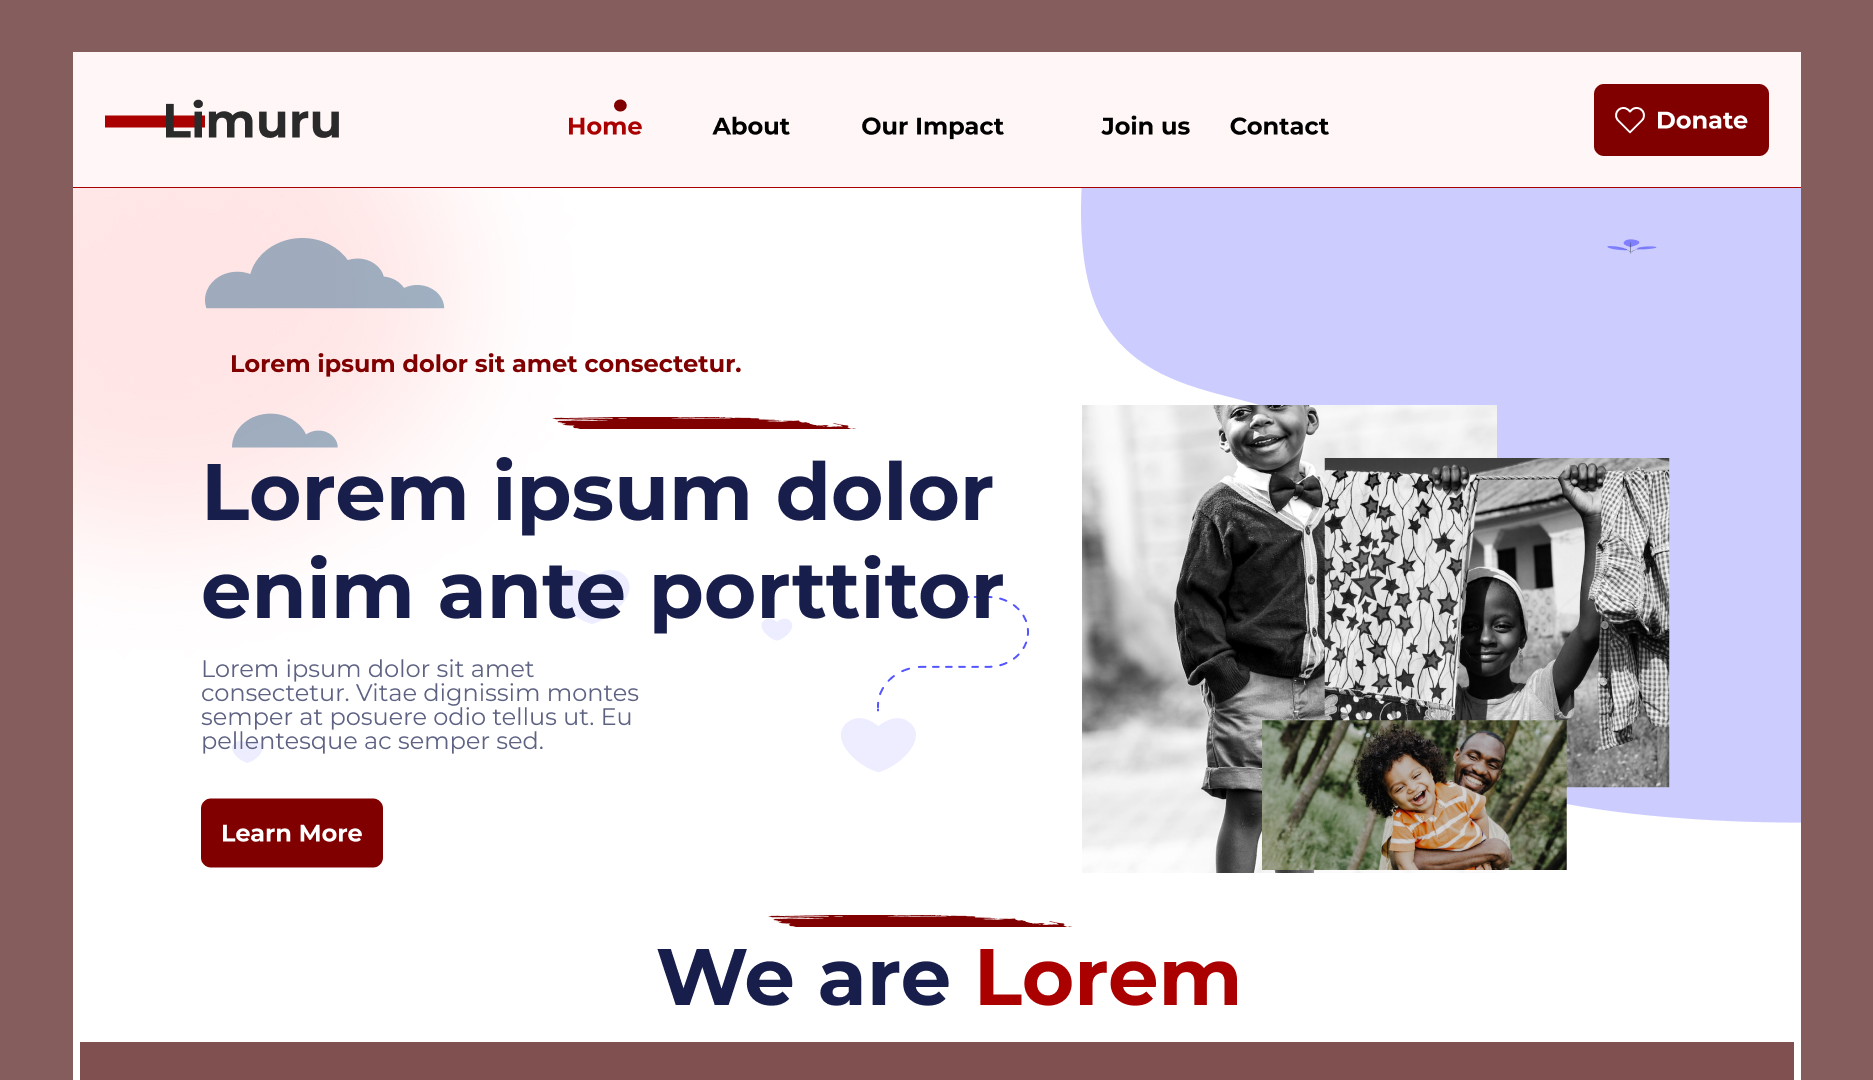 Limuru
Home
About
Our Impact
Join us
Contact
Donate
Lorem ipsum dolor sit amet consectetur.
Lorem ipsum dolor
enim ante porttitor
Lorem ipsum dolor sit amet
consectetur. Vitae dignissim montes
semper at posuere odio tellus ut. Eu
pellentesque ac semper sed.
Learn More
We are Lorem